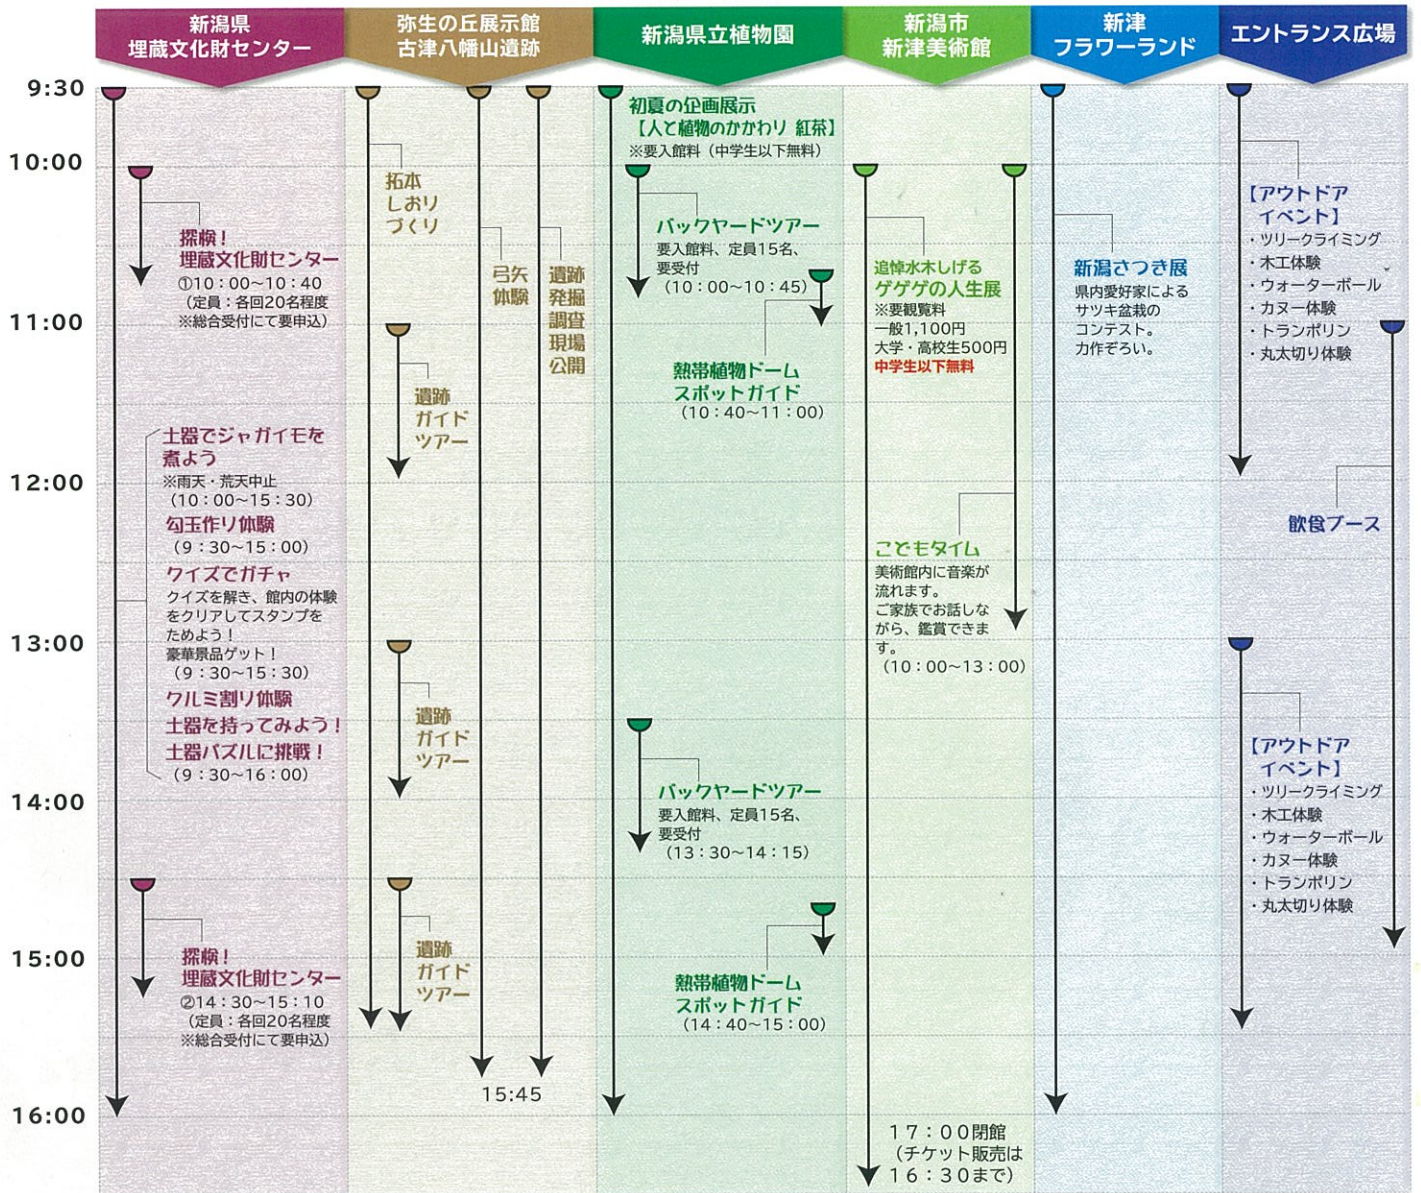 新潟県
埋蔵文化財センター
弥生の丘展示館
古津八幡山遺跡
新潟県立植物園
新潟市
新津美術館
新津
フラワーランド
エントランス広場
9:30
10:00
11:00
12:00
13:00
14:00
15:00
16:00
探検！
埋蔵文化財センター
①10：00～10：40
（定員：各回20名程度
※総合受付にて要申込）
土器でジャガイモを
煮よう
※雨天・荒天中止
（10：00～15：30）
勾玉作り体験
（9：30～15：00）
クイズでガチャ
クイズを解き、館内の体験
をクリアしてスタンプを
ためよう！
豪華景品ゲット！
（9：30～15：30）
クルミ割り体験
土器を持ってみよう！
土器パズルに挑戦！
（9：30～16：00）
探検！
埋蔵文化財センター
②14：30～15：10
（定員：各回20名程度
※総合受付にて要申込）
拓本
しおり
づくり
弓矢
体験
遺跡
発掘
調査
現場
公開
遺跡
ガイド
ツアー
遺跡
ガイド
ツアー
遺跡
ガイド
ツアー
15:45
初夏の企画展示
【人と植物のかかわり 紅茶】
※要入館料（中学生以下無料）
バックヤードツアー
要入館料、定員15名、
要受付
（10：00～10：45）
熱帯植物ドーム
スポットガイド
（10：40～11：00）
バックヤードツアー
要入館料、定員15名、
要受付
（13：30～14：15）
熱帯植物ドーム
スポットガイド
（14：40～15：00）
追悼水木しげる
ゲゲゲの人生展
※要観覧料
一般1,100円
大学・高校生500円
中学生以下無料
こどもタイム
美術館内に音楽が
流れます。
ご家族でお話しな
がら、鑑賞できま
す。
（10：00～13：00）
１７：００閉館
（チケット販売は
１６：３０まで）
新潟さつき展
県内愛好家による
サツキ盆栽の
コンテスト。
力作ぞろい。
【アウトドア
イベント】
・ツリークライミング
・木工体験
・ウォーターボール
・カヌー体験
・トランポリン
・丸太切り体験
飲食ブース
【アウトドア
イベント】
・ツリークライミング
・木工体験
・ウォーターボール
・カヌー体験
・トランポリン
・丸太切り体験